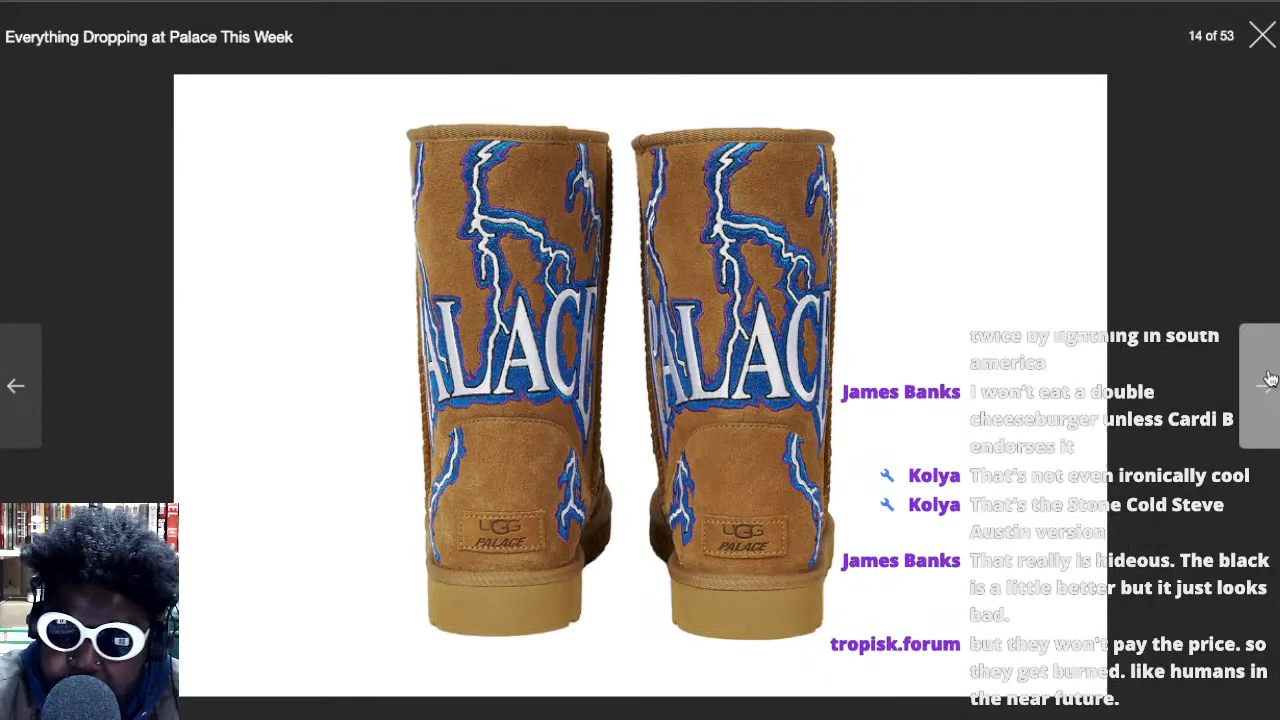 Everything Dropping at Palace This Week
14 of 53
ALACE
PALACE
UGG
PALACE
UGG
PALACE
twice by lightning in south
america
James Banks I won't eat a double
cheeseburger unless Cardi B
endorses it
Kolya That's not even ironically cool
Kolya That's the Stone Cold Steve
Austin version
James Banks That really is hideous. The black
is a little better but it just looks
bad.
tropisk.forum but they won't pay the price. so
they get burned. like humans in
the near future.